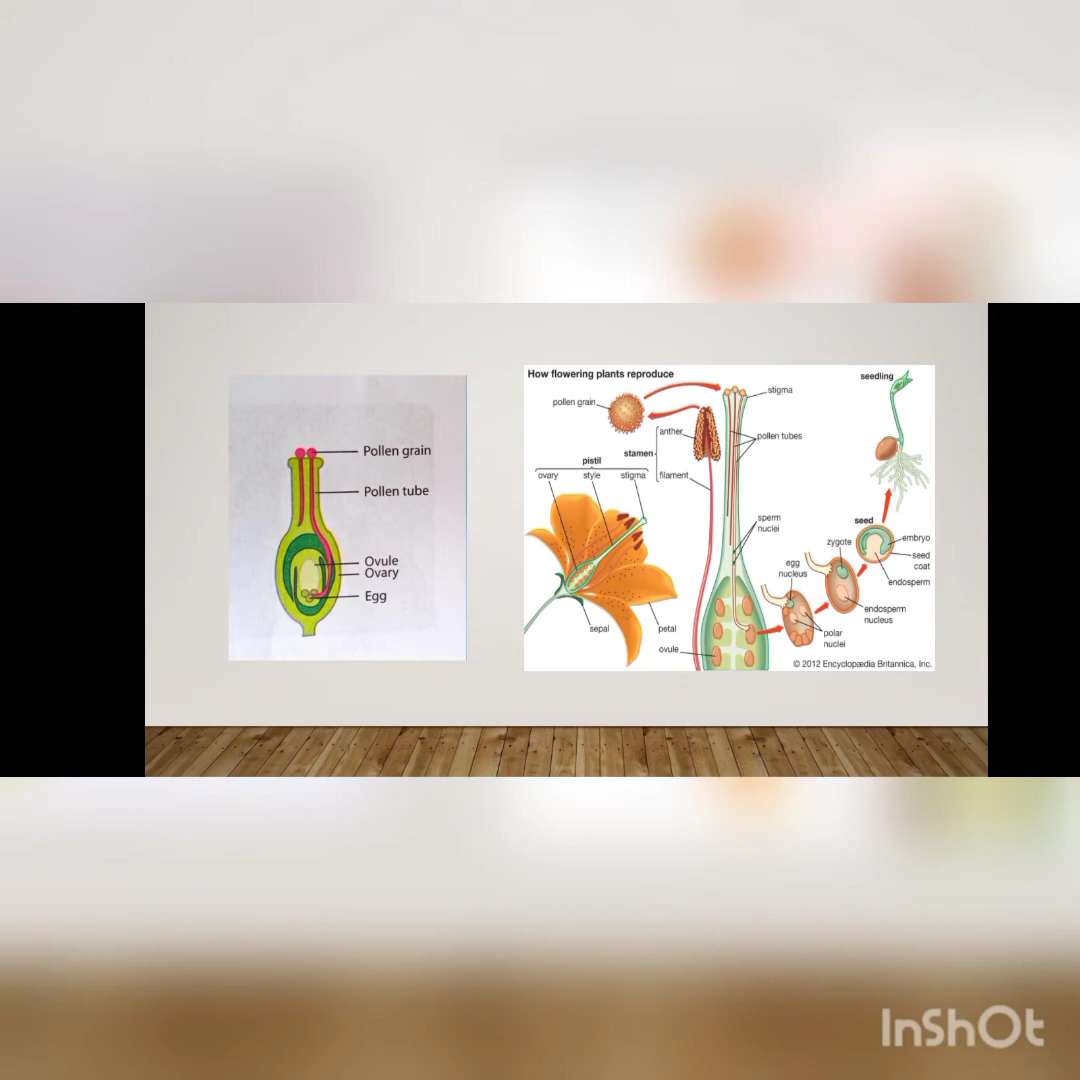 Pollen grain
Pollen tube
Ovule
Ovary
Egg
How flowering plants reproduce
seedling
pollen grain
stigma
anther
pollen tubes
stamen
pistil
ovary style stigma
filament
sperm
nuclei
seed
zygote
embryo
egg
nucleus
seed
coat
endosperm
endosperm
nucleus
sepal
petal
polar
nuclei
ovule
© 2012 Encyclopædia Britannica, Inc.
InShOt